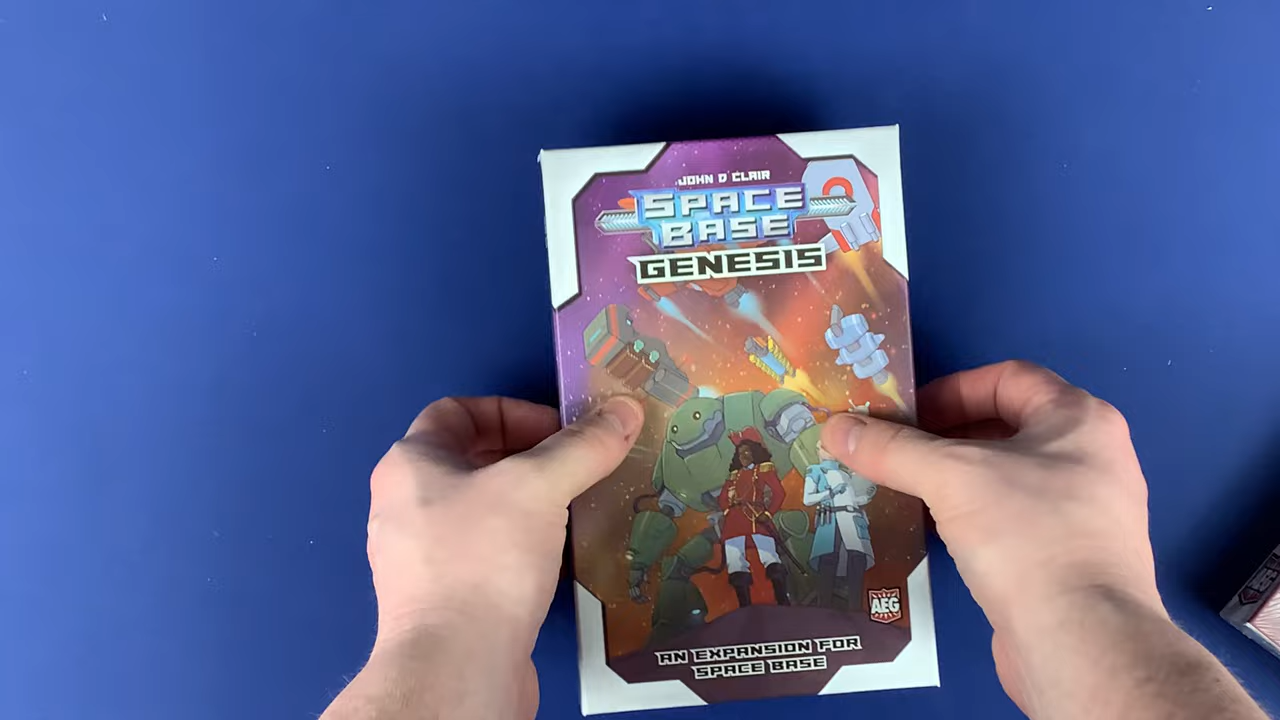 JOHN D CLAIR
SPACE
BASE
GENESIS
AEG
AN EXPANSION FOR
SPACE BASE